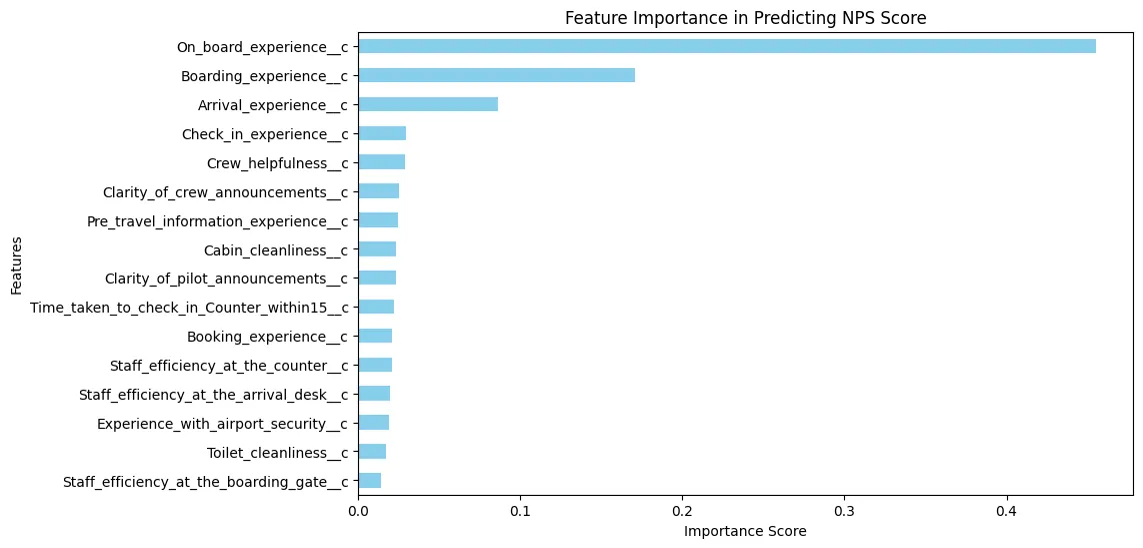 Feature Importance in Predicting NPS Score
Features
On_board_experience__c
Boarding_experience__c
Arrival_experience__c
Check_in_experience__c
Crew_helpfulness__c
Clarity_of_crew_announcements__c
Pre_travel_information_experience__c
Cabin_cleanliness__c
Clarity_of_pilot_announcements__c
Time_taken_to_check_in_Counter_within15__c
Booking_experience__c
Staff_efficiency_at_the_counter__c
Staff_efficiency_at_the_arrival_desk__c
Experience_with_airport_security__c
Toilet_cleanliness__c
Staff_efficiency_at_the_boarding_gate__c
0.0 0.1 0.2 0.3 0.4
Importance Score